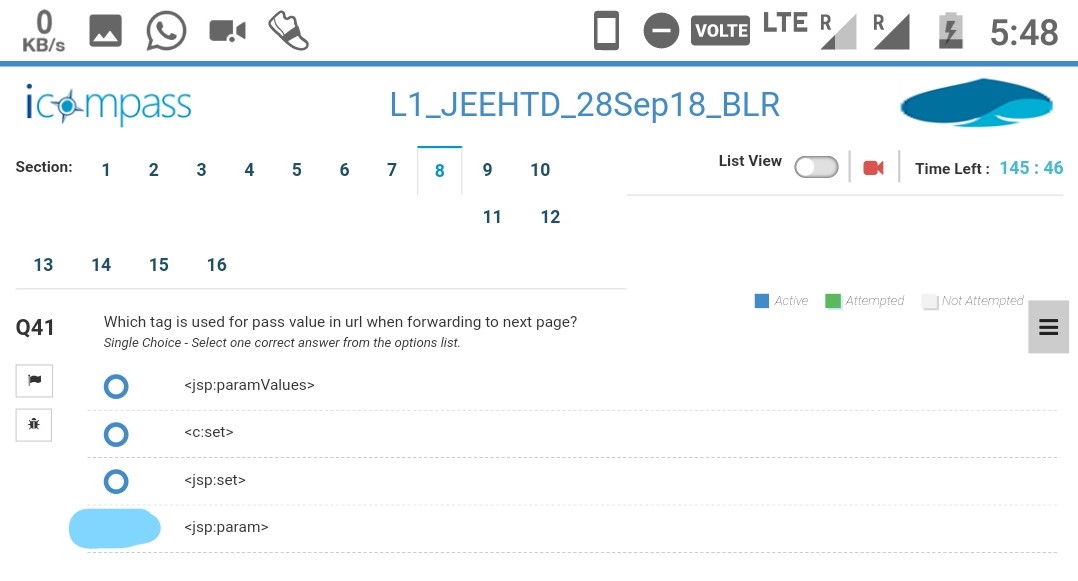 0
KB/s
VOLTE LTE R R 5:48
icompass
L1_JEEHTD_28Sep18_BLR
Section: 1 2 3 4 5 6 7 8 9 10
11 12
13 14 15 16
List View Time Left : 145 : 46
Active Attempted Not Attempted
Q41 Which tag is used for pass value in url when forwarding to next page?
Single Choice - Select one correct answer from the options list.
<jsp:paramValues>
<c:set>
<jsp:set>
<jsp:param>